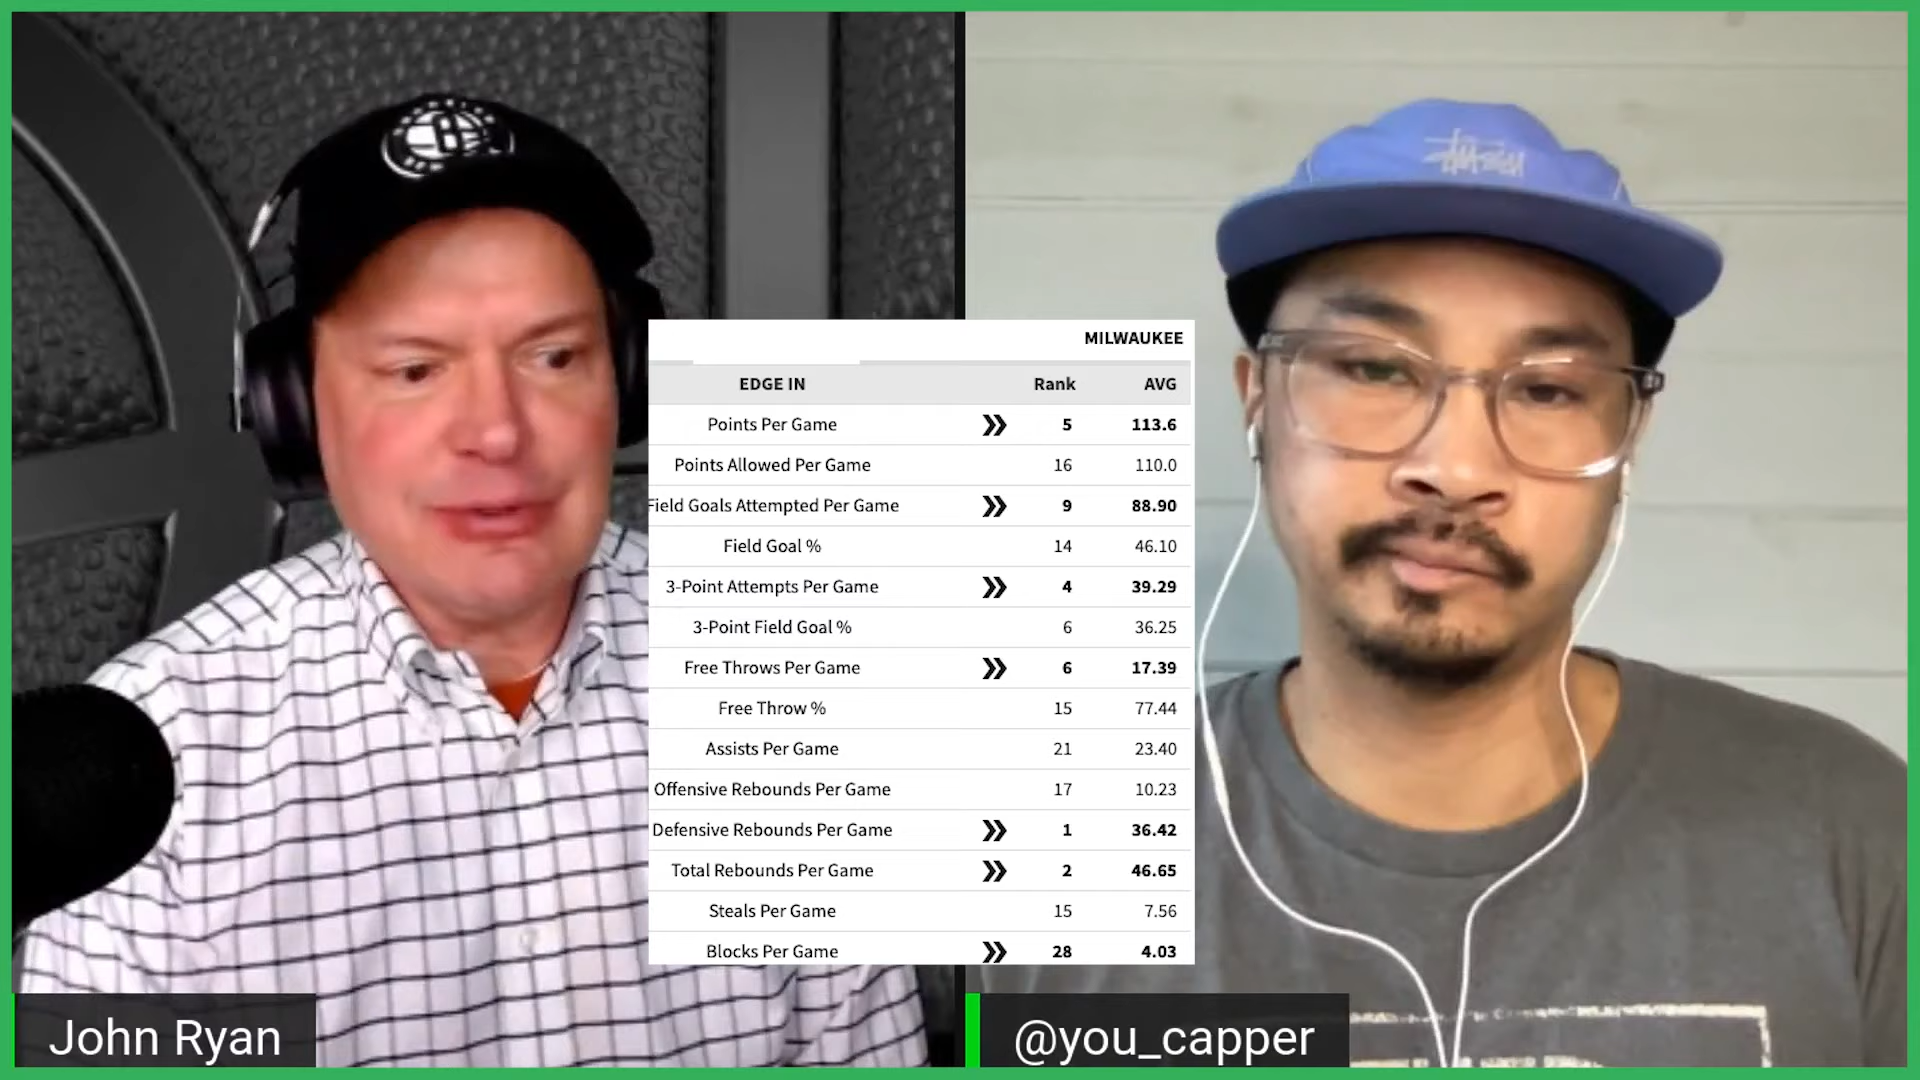 B
Stussy
MILWAUKEE
EDGE IN Rank AVG
Points Per Game 5 113.6
Points Allowed Per Game 16 110.0
Field Goals Attempted Per Game 9 88.90
Field Goal % 14 46.10
3-Point Attempts Per Game 4 39.29
3-Point Field Goal % 6 36.25
Free Throws Per Game 6 17.39
Free Throw % 15 77.44
Assists Per Game 21 23.40
Offensive Rebounds Per Game 17 10.23
Defensive Rebounds Per Game 1 36.42
Total Rebounds Per Game 2 46.65
Steals Per Game 15 7.56
Blocks Per Game 28 4.03
John Ryan
@you_capper